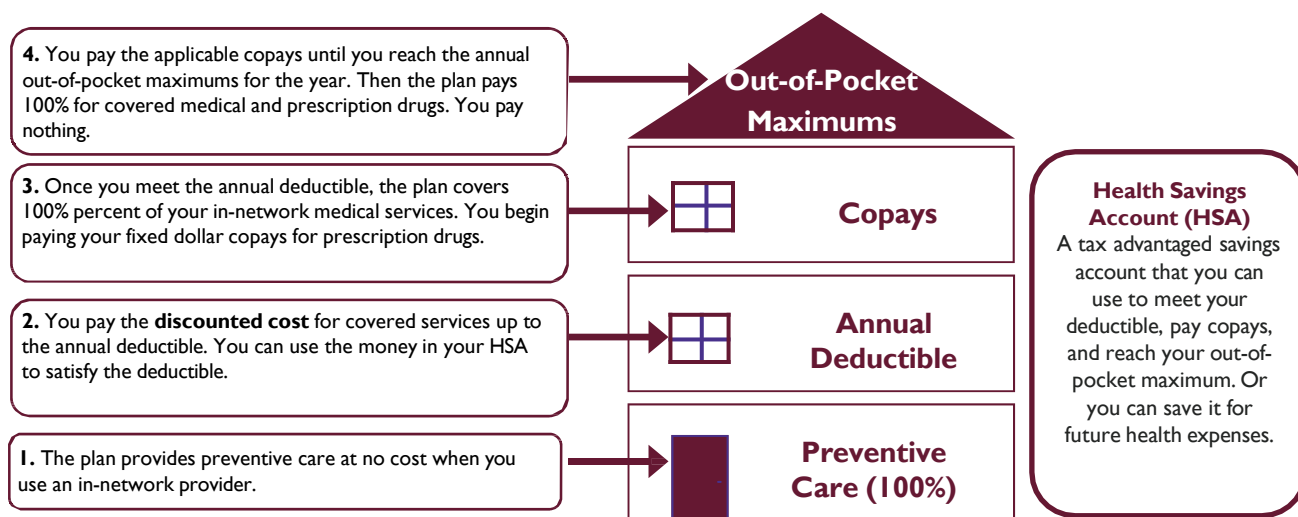 4. You pay the applicable copays until you reach the annual
out-of-pocket maximums for the year. Then the plan pays
100% for covered medical and prescription drugs. You pay
nothing.
3. Once you meet the annual deductible, the plan covers
100% percent of your in-network medical services. You begin
paying your fixed dollar copays for prescription drugs.
2. You pay the discounted cost for covered services up to
the annual deductible. You can use the money in your HSA
to satisfy the deductible.
1. The plan provides preventive care at no cost when you
use an in-network provider.
Out-of-Pocket
Maximums
Copays
Annual
Deductible
Preventive
Care (100%)
Health Savings
Account (HSA)
A tax advantaged savings
account that you can
use to meet your
deductible, pay copays,
and reach your out-of-
pocket maximum. Or
you can save it for
future health expenses.